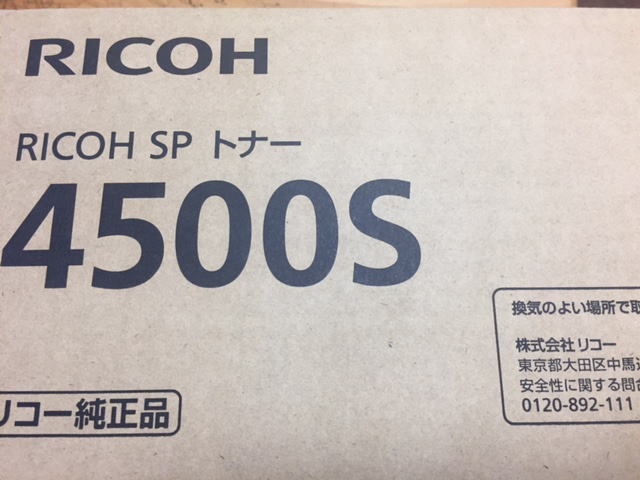 RICOH
RICOH SP トナー
4500S
リコー純正品
換気のよい場所で取
株式会社リコー
東京都大田区中馬込
安全性に関する問合
0120-892-111